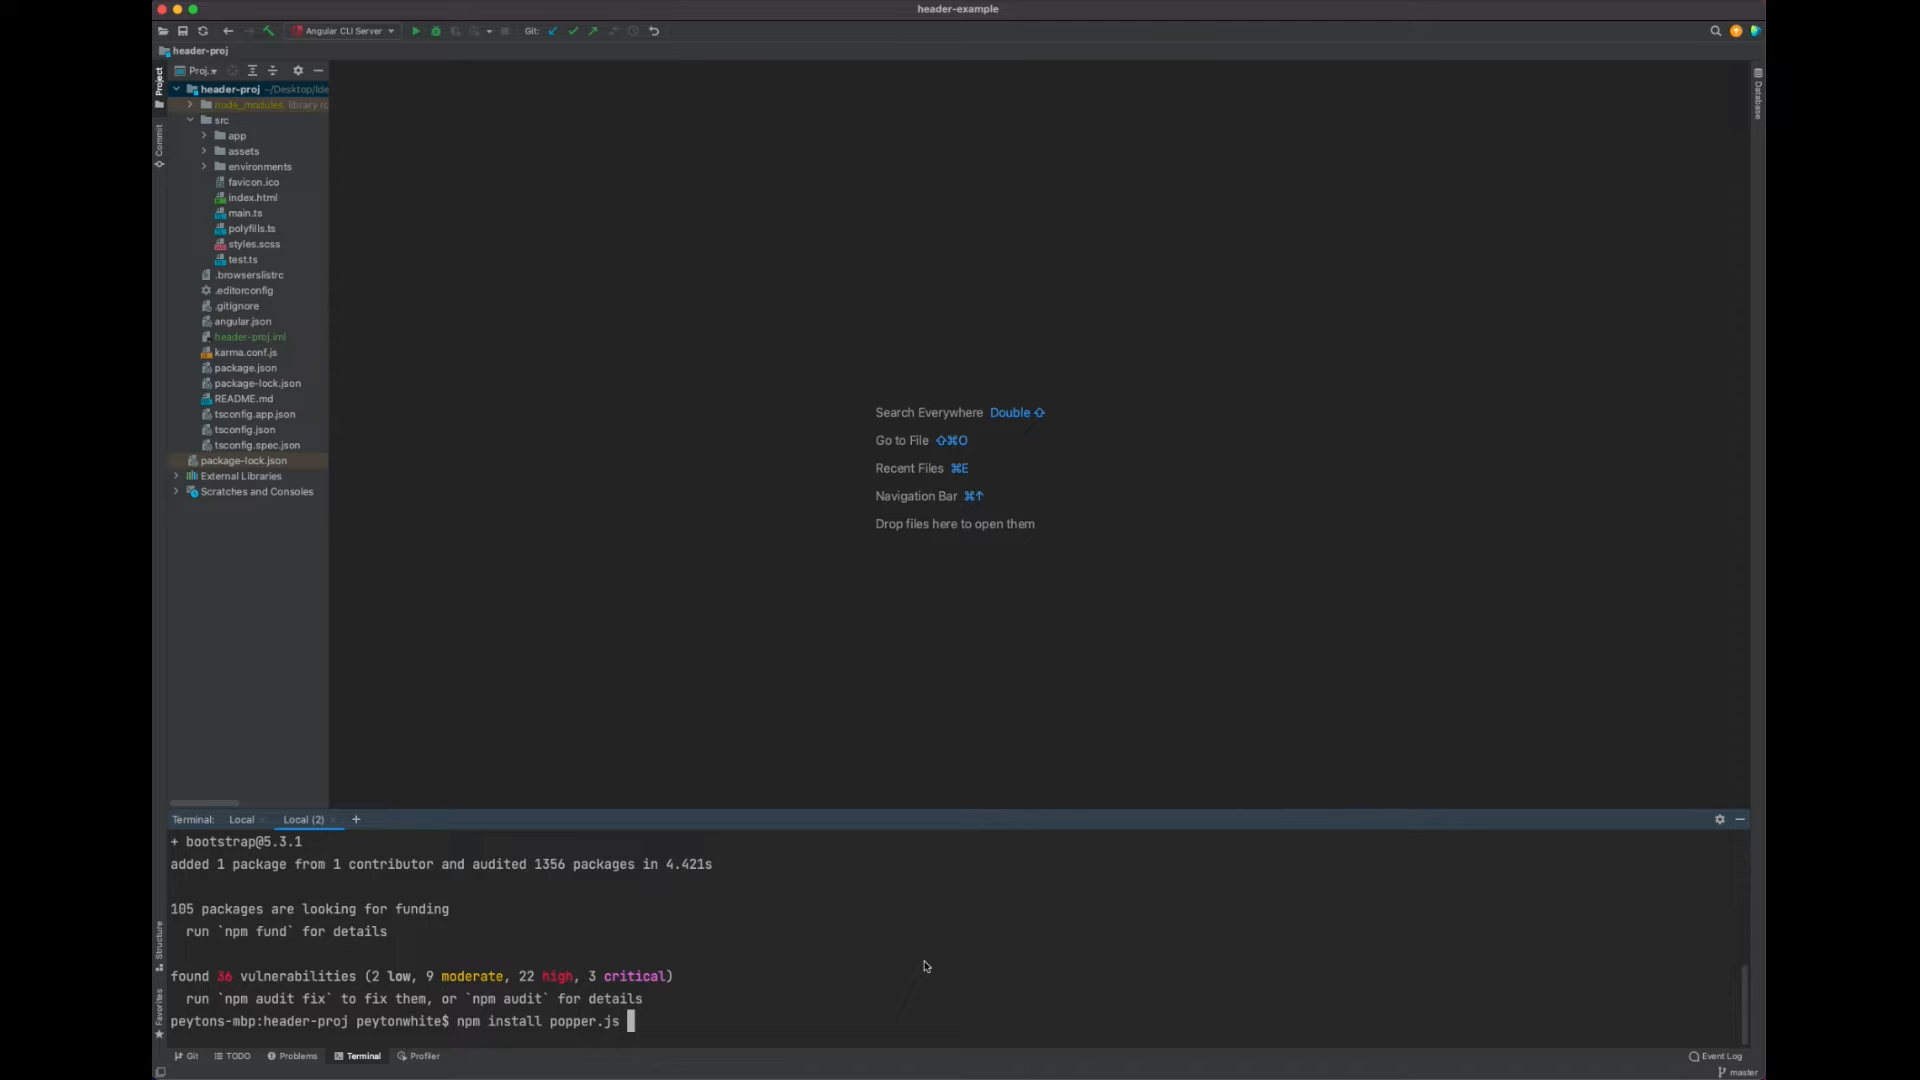 header-example
Angular CLI Server
Git:
header-proj
Project
Proj.
header-proj ~/Desktop/Ide
node_modules library ro
src
app
assets
environments
favicon.ico
index.html
main.ts
polyfills.ts
styles.scss
test.ts
.browserslistrc
.editorconfig
.gitignore
angular.json
header-proj.iml
karma.conf.js
package.json
package-lock.json
README.md
tsconfig.app.json
tsconfig.json
tsconfig.spec.json
package-lock.json
External Libraries
Scratches and Consoles
Commit
Database
Search Everywhere Double ⇧
Go to File ⇧⌘O
Recent Files ⌘E
Navigation Bar ⌘↑
Drop files here to open them
Terminal: Local Local (2) +
+ bootstrap@5.3.1
added 1 package from 1 contributor and audited 1356 packages in 4.421s
105 packages are looking for funding
run `npm fund` for details
found 36 vulnerabilities (2 low, 9 moderate, 22 high, 3 critical)
run `npm audit fix` to fix them, or `npm audit` for details
peytons-mbp:header-proj peytonwhite$ npm install popper.js
Structure
Favorites
Git TODO Problems Terminal Profiler Event Log
master